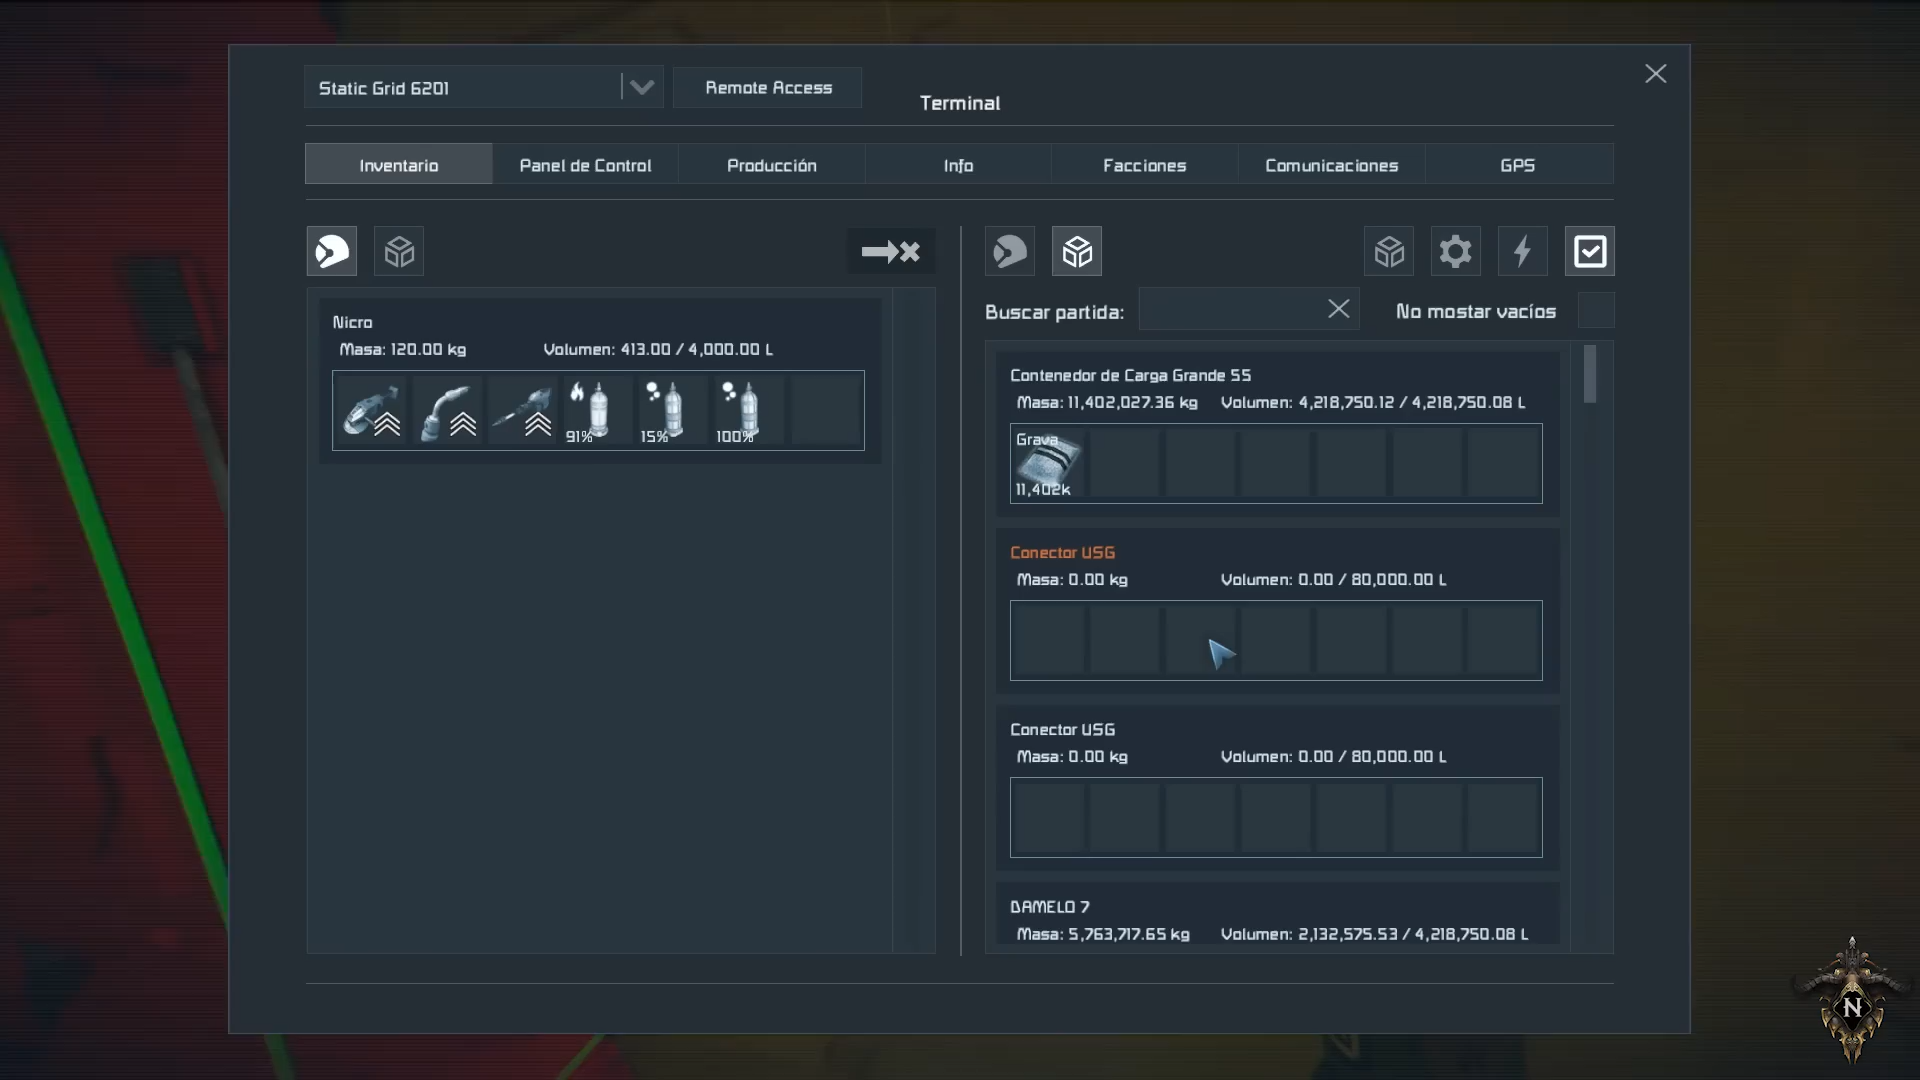 Static Grid 6201
Remote Access
Terminal
Inventario
Panel de Control
Producción
Info
Facciones
Comunicaciones
GPS
Nicro
Masa: 120.00 kg
Volumen: 413.00 / 4,000.00 L
91%
15%
100%
Buscar partida:
No mostar vacíos
Contenedor de Carga Grande 55
Masa: 11,402,027.36 kg
Volumen: 4,218,750.12 / 4,218,750.08 L
Grava
11,402k
Conector USG
Masa: 0.00 kg
Volumen: 0.00 / 80,000.00 L
Conector USG
Masa: 0.00 kg
Volumen: 0.00 / 80,000.00 L
DAMELO 7
Masa: 5,763,717.65 kg
Volumen: 2,132,575.53 / 4,218,750.08 L
N